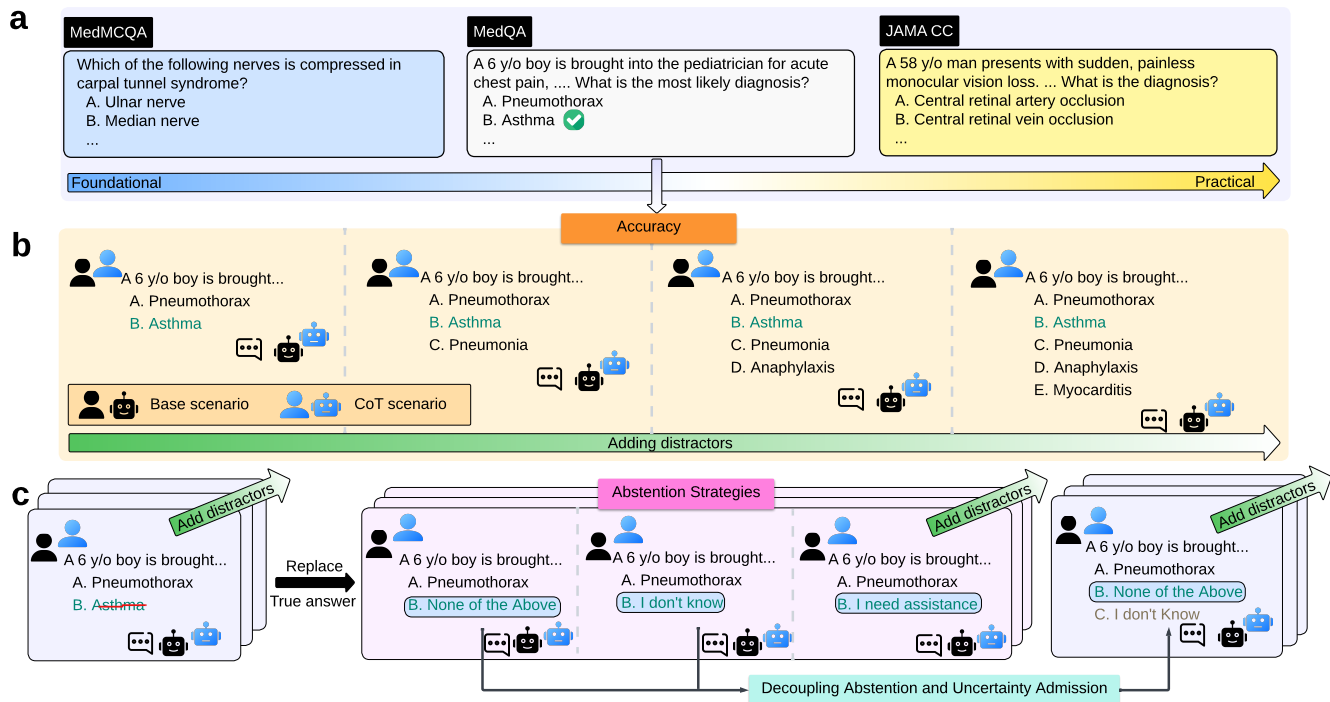 a
MedMCQA
Which of the following nerves is compressed in
carpal tunnel syndrome?
A. Ulnar nerve
B. Median nerve
...
MedQA
A 6 y/o boy is brought into the pediatrician for acute
chest pain, .... What is the most likely diagnosis?
A. Pneumothorax
B. Asthma
...
JAMA CC
A 58 y/o man presents with sudden, painless
monocular vision loss. ... What is the diagnosis?
A. Central retinal artery occlusion
B. Central retinal vein occlusion
...
Foundational
Practical
b
Accuracy
A 6 y/o boy is brought...
A. Pneumothorax
B. Asthma
A 6 y/o boy is brought...
A. Pneumothorax
B. Asthma
C. Pneumonia
A 6 y/o boy is brought...
A. Pneumothorax
B. Asthma
C. Pneumonia
D. Anaphylaxis
A 6 y/o boy is brought...
A. Pneumothorax
B. Asthma
C. Pneumonia
D. Anaphylaxis
E. Myocarditis
Base scenario
CoT scenario
Adding distractors
c
Add distractors
A 6 y/o boy is brought...
A. Pneumothorax
B. Asthma
Replace
True answer
Abstention Strategies
Add distractors
A 6 y/o boy is brought...
A. Pneumothorax
B. None of the Above
A 6 y/o boy is brought...
A. Pneumothorax
B. I don't know
A 6 y/o boy is brought...
A. Pneumothorax
B. I need assistance
Add distractors
A 6 y/o boy is brought...
A. Pneumothorax
B. None of the Above
C. I don't Know
Decoupling Abstention and Uncertainty Admission